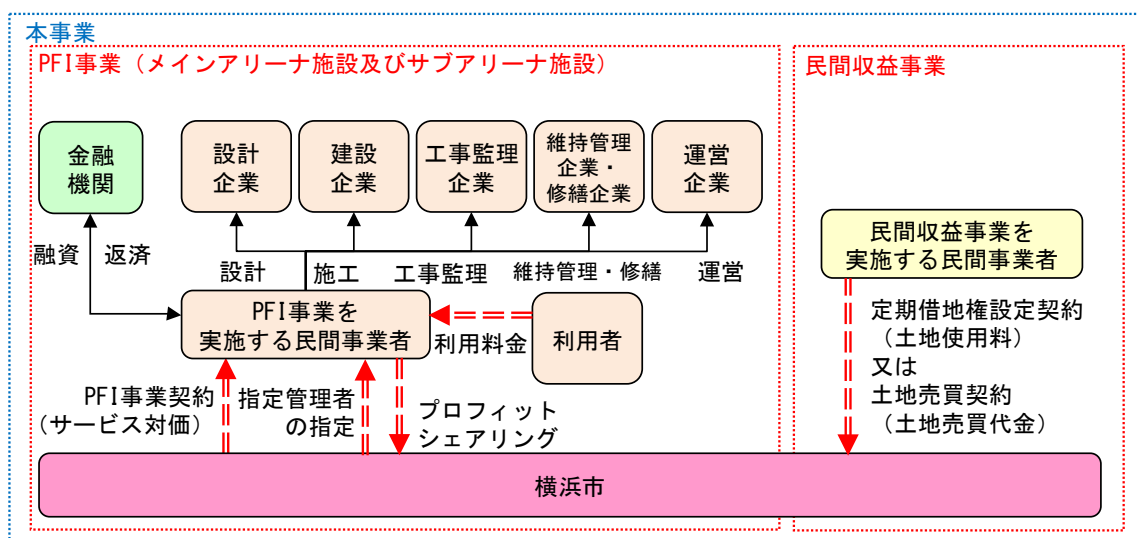 本事業
PFI事業（メインアリーナ施設及びサブアリーナ施設）
民間収益事業
金融
機関
設計
企業
建設
企業
工事監理
企業
維持管理
企業・
修繕企業
運営
企業
融資
返済
設計
施工
工事監理
維持管理・修繕
運営
民間収益事業を
実施する民間事業者
PFI事業を
実施する民間事業者
利用料金
利用者
PFI事業契約
（サービス対価）
指定管理者
の指定
プロフィット
シェアリング
定期借地権設定契約
（土地使用料）
又は
土地売買契約
（土地売買代金）
横浜市